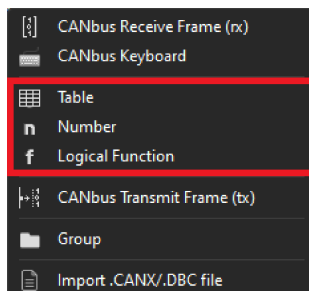 CANbus Receive Frame (rx)
CANbus Keyboard
Table
n Number
f Logical Function
CANbus Transmit Frame (tx)
Group
Import .CANX/.DBC file